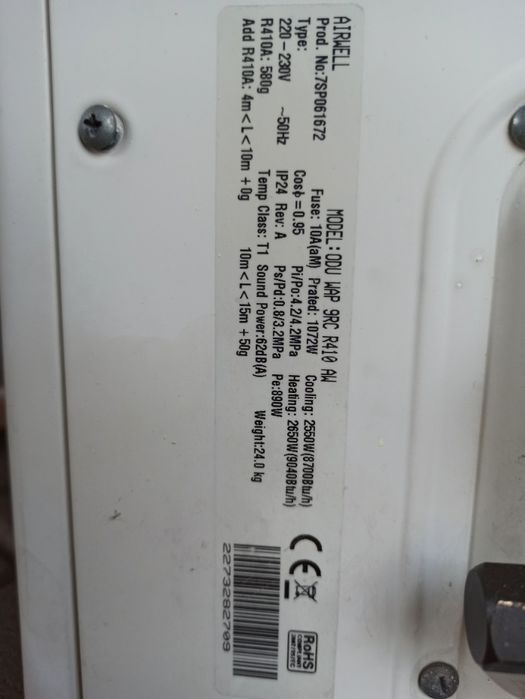 AIRWELL MODEL: ODU WAP 9RC R410 AW
Prod. No:7SP061672 Fuse: 10A(aM) Prated: 1072W Cooling: 2550W(8700Btu/h)
Type: Cosϕ=0.95 Pi/Po:4.2/4.2MPa Heating: 2650W(9040Btu/h)
220-230V ~50Hz IP24 Rev: A Ps/Pd:0.8/3.2MPa Pe:890W
R410A: 580g Temp Class: T1 Sound Power:62dB(A) Weight:24.0 kg
Add R410A: 4m<L<10m +0g 10m<L<15m +50g
CE
RoHS
COMPLIANT
2273282709